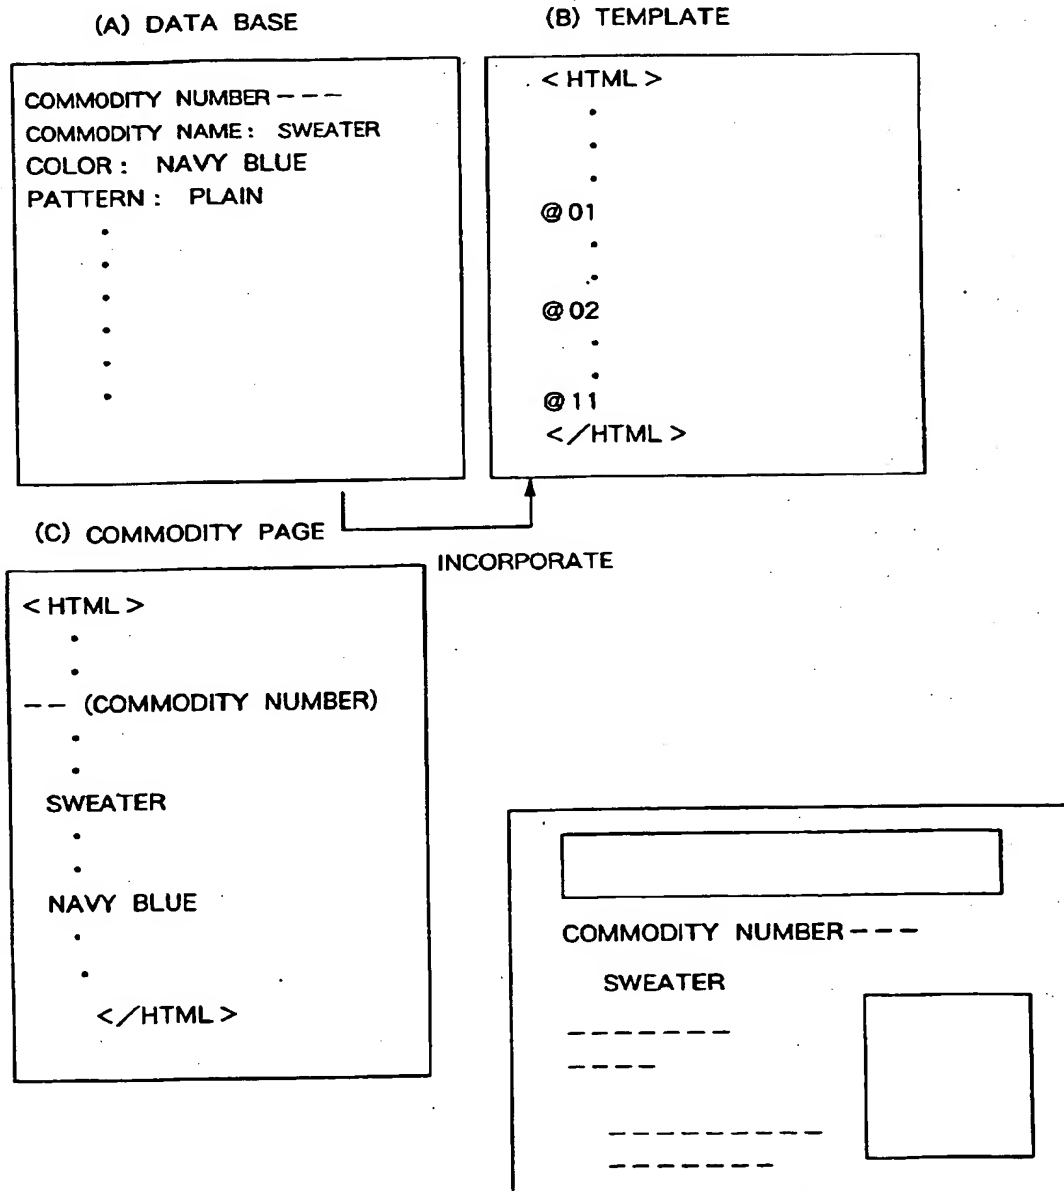 (A) DATA BASE
COMMODITY NUMBER---
COMMODITY NAME: SWEATER
COLOR: NAVY BLUE
PATTERN: PLAIN
(B) TEMPLATE
<HTML>
@01
@02
@11
</HTML>
INCORPORATE
(C) COMMODITY PAGE
<HTML>
-- (COMMODITY NUMBER)
SWEATER
NAVY BLUE
</HTML>
COMMODITY NUMBER---
SWEATER